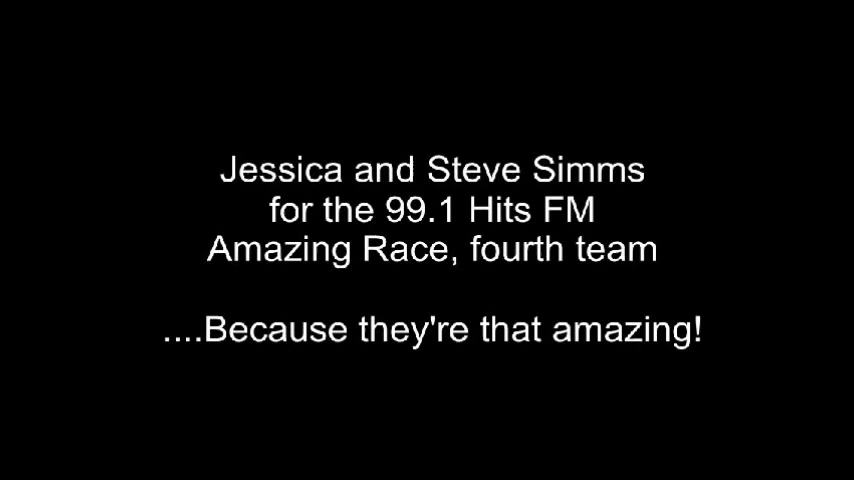 Jessica and Steve Simms
for the 99.1 Hits FM
Amazing Race, fourth team
....Because they're that amazing!